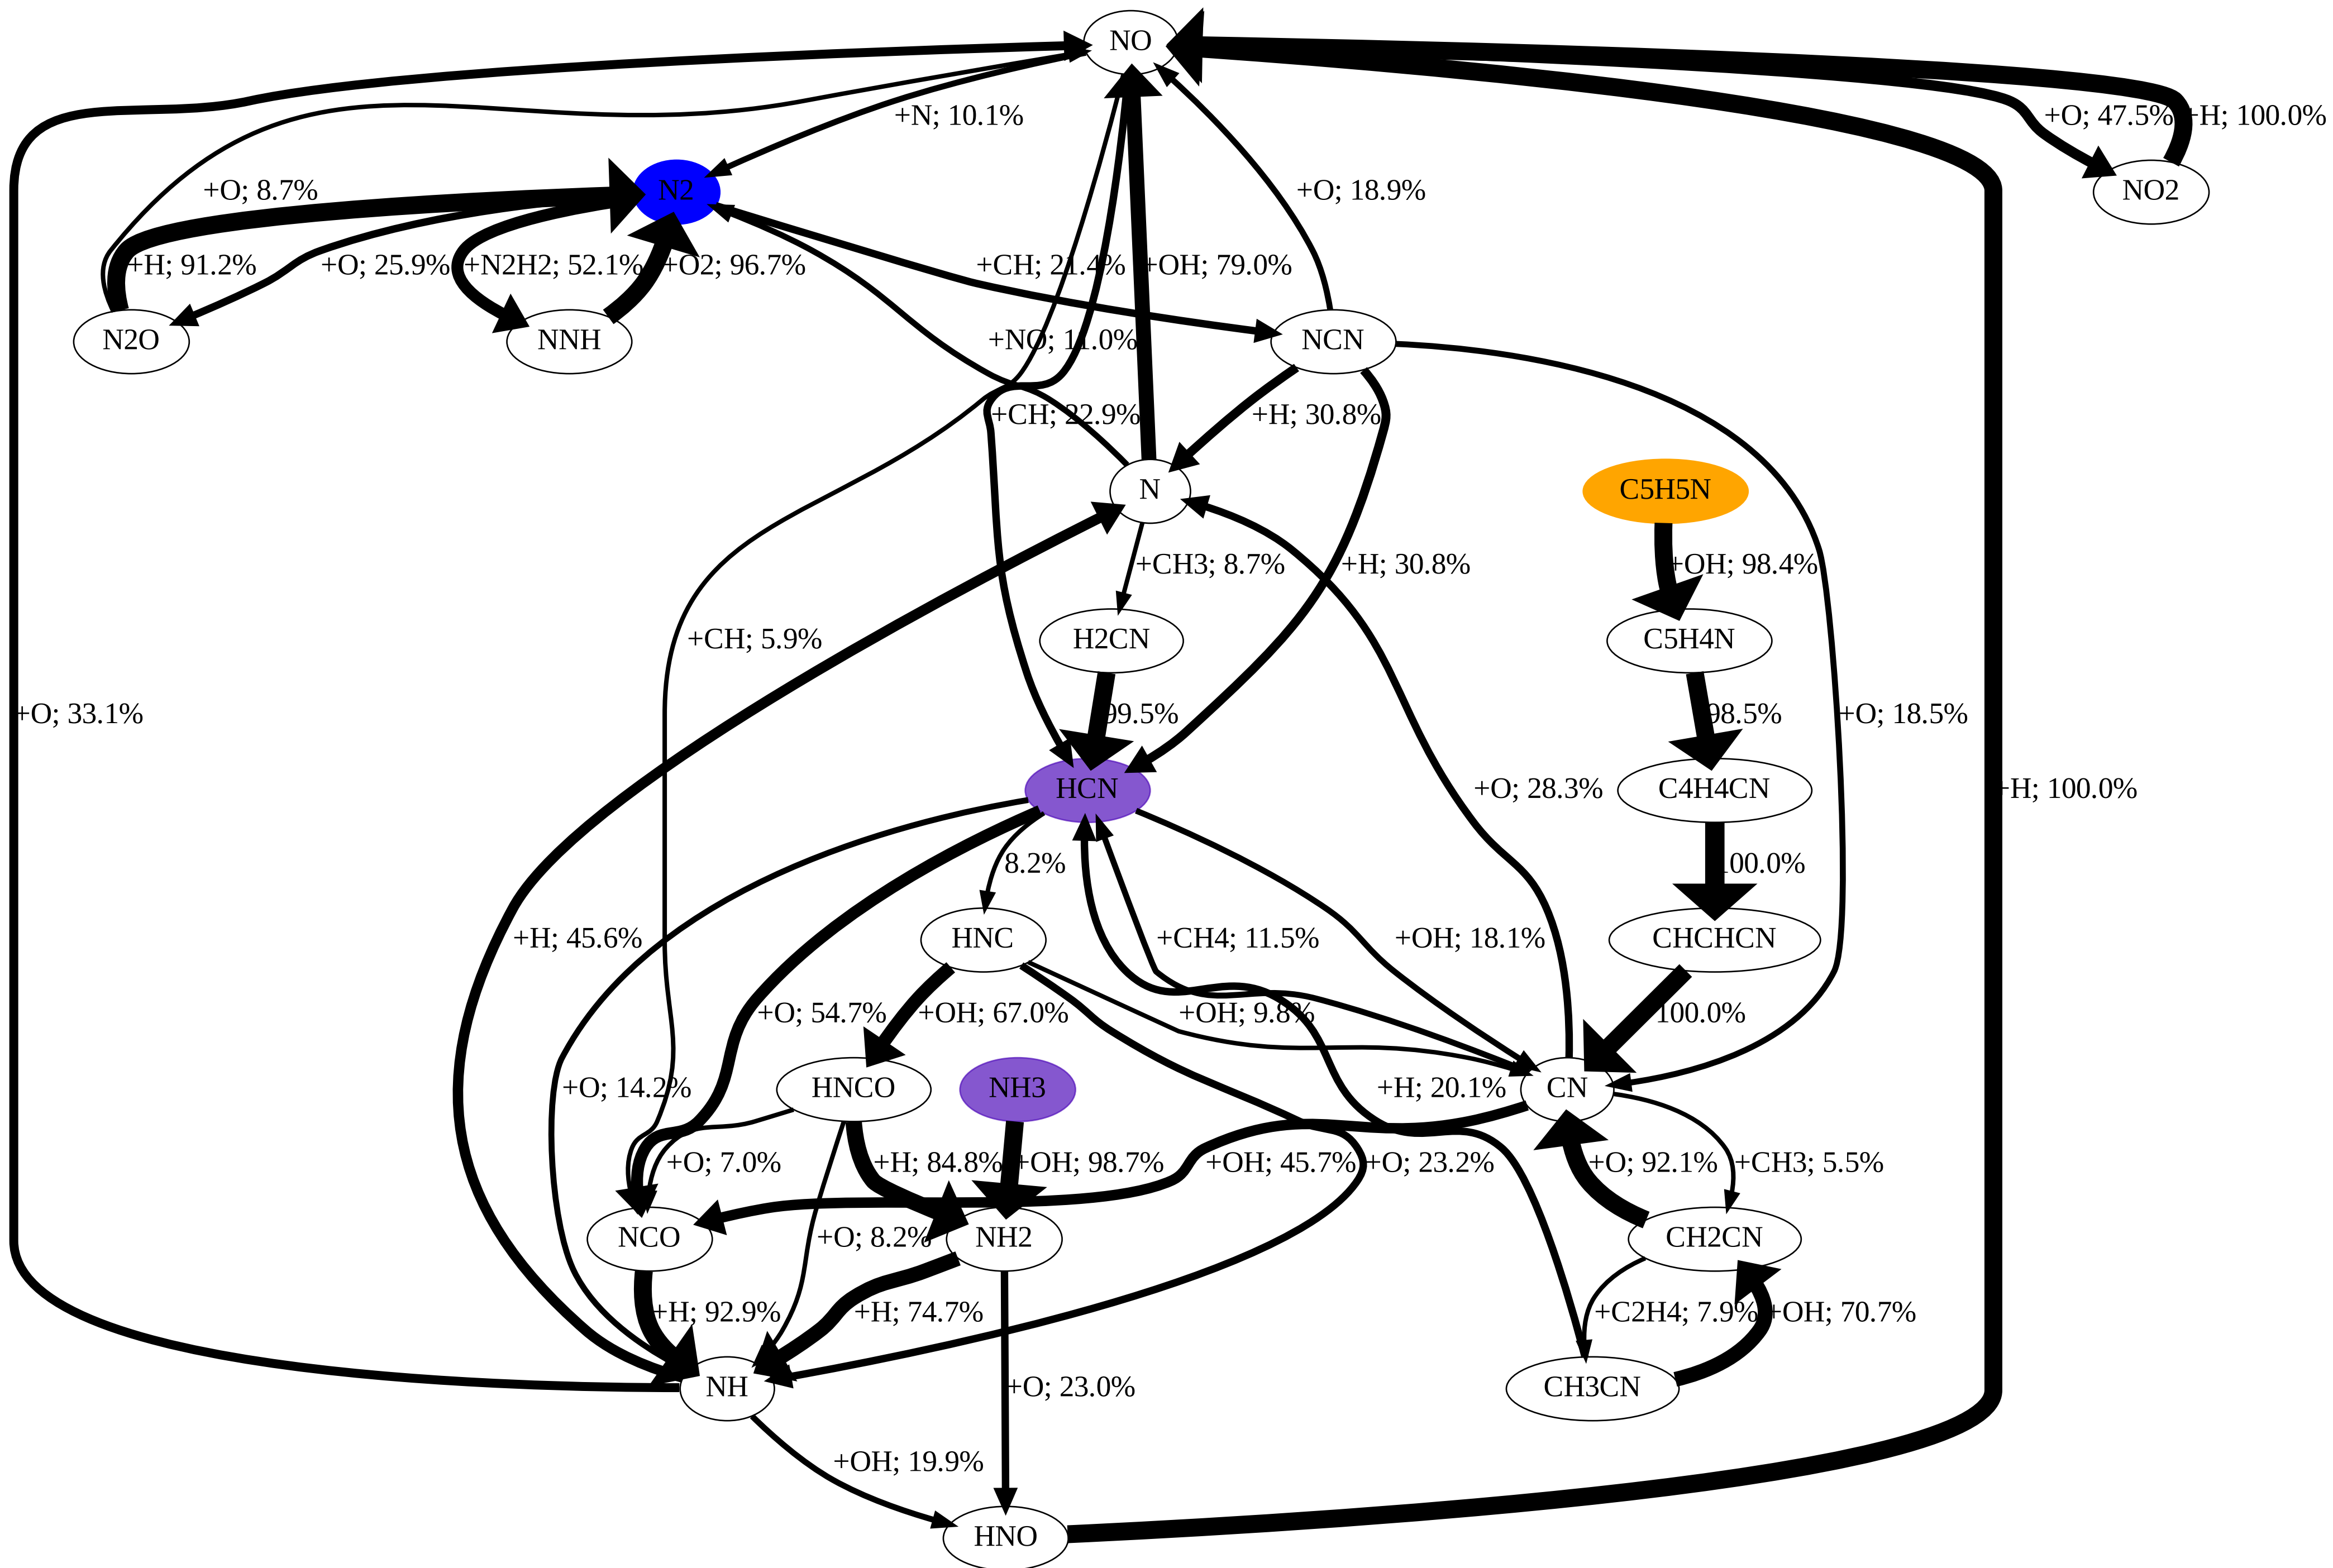 NO
+N; 10.1%
+O; 47.5%
+H; 100.0%
N2
+O; 8.7%
+O; 18.9%
NO2
+H; 91.2%
+O; 25.9%
+N2H2; 52.1%
+O2; 96.7%
+CH; 21.4%
+OH; 79.0%
N2O
NNH
+NO; 11.0%
NCN
+CH; 22.9%
+H; 30.8%
N
C5H5N
+CH3; 8.7%
+H; 30.8%
+OH; 98.4%
+CH; 5.9%
H2CN
C5H4N
+O; 33.1%
99.5%
98.5%
+O; 18.5%
HCN
+O; 28.3%
C4H4CN
+H; 100.0%
8.2%
100.0%
+H; 45.6%
HNC
+CH4; 11.5%
+OH; 18.1%
CHCHCN
+O; 54.7%
+OH; 67.0%
+OH; 9.8%
100.0%
+O; 14.2%
HNCO
NH3
+H; 20.1%
CN
+O; 7.0%
+H; 84.8%
+OH; 98.7%
+OH; 45.7%
+O; 23.2%
+O; 92.1%
+CH3; 5.5%
NCO
+O; 8.2%
NH2
CH2CN
+H; 92.9%
+H; 74.7%
+C2H4; 7.9%
+OH; 70.7%
NH
+O; 23.0%
CH3CN
+OH; 19.9%
HNO